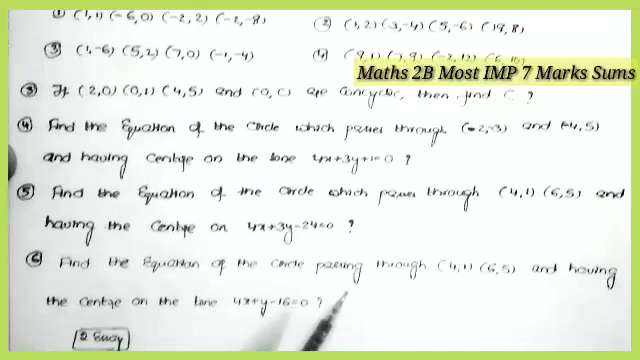 ① (1,1) (-6,0) (-2,2) (-2,-8)
② (1,2) (3,-4) (5,-6) (19,8)
③ (1,-6) (5,2) (7,0) (-1,-4)
Maths 2B Most IMP 7 Marks Sums
③ If (2,0) (0,1) (4,5) and (0,C) are concyclic, then find C ?
④ Find the Equation of the Circle which passes through (-2,-3) and (-4,5)
and having Centre on the line 4x+3y+1=0 ?
⑤ Find the Equation of the circle which passes through (4,1) (6,5) and
having the Centre on 4x+3y-24=0 ?
⑥ Find the Equation of the Circle passing through (4,1) (6,5) and having
the centre on the line 4x+y-16=0 ?
2 Essay